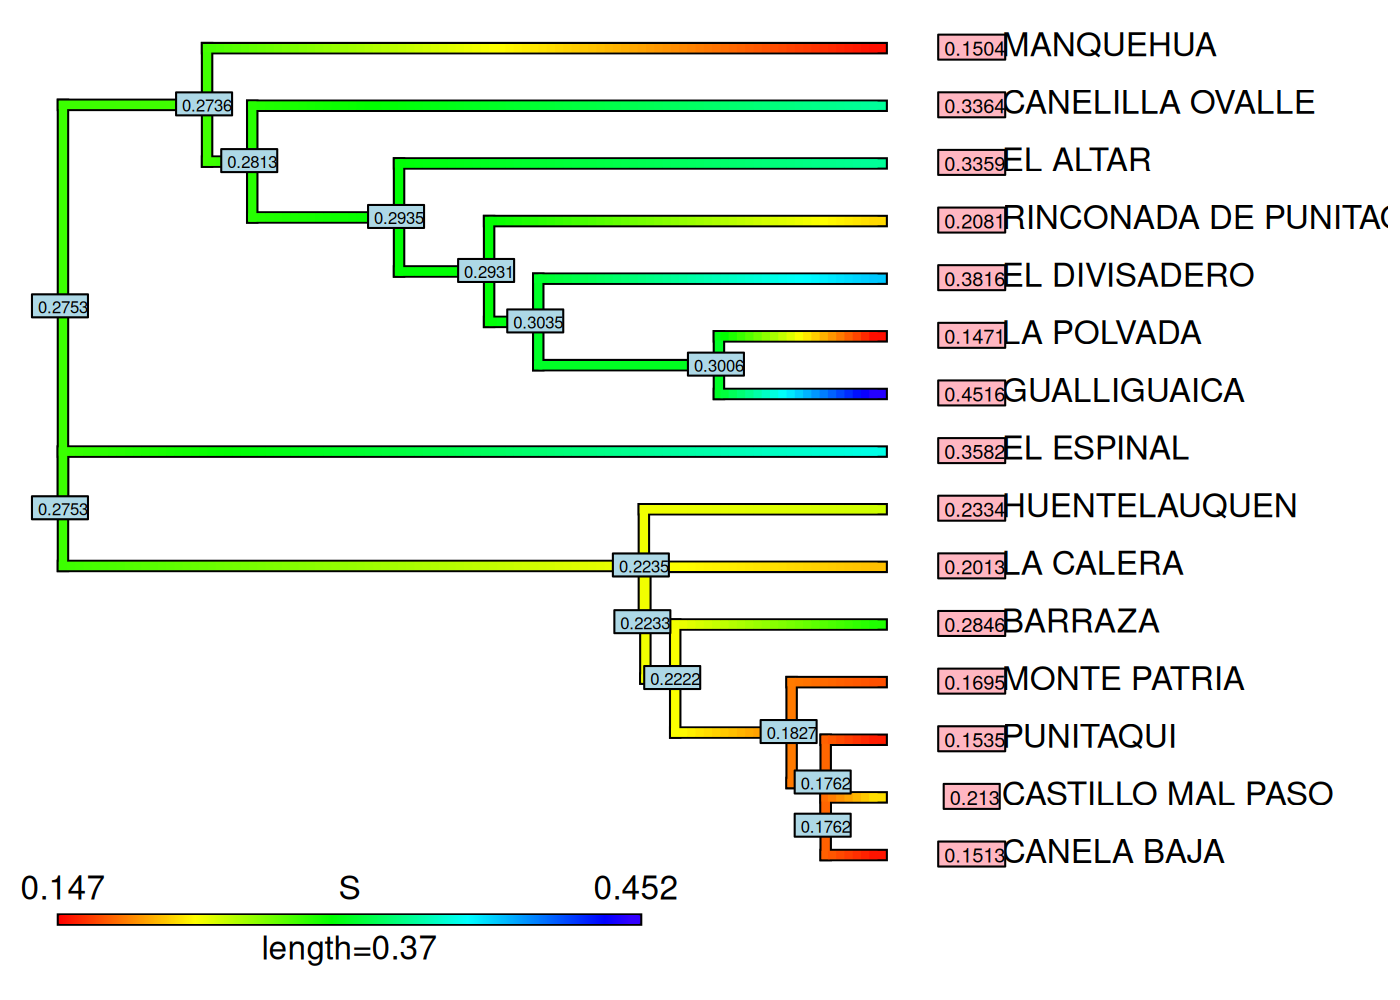 0.1504 MANQUEHUA
0.2736
0.3364 CANELILLA OVALLE
0.2813
0.3359 EL ALTAR
0.2935
0.2081 RINCONADA DE PUNITAQ
0.2931
0.3816 EL DIVISADERO
0.2753
0.3035
0.1471 LA POLVADA
0.3006
0.4516 GUALLIGUAICA
0.3582 EL ESPINAL
0.2753
0.2334 HUENTELAUQUEN
0.2235
0.2013 LA CALERA
0.2233
0.2846 BARRAZA
0.2222
0.1695 MONTE PATRIA
0.1827
0.1535 PUNITAQUI
0.1762
0.213 CASTILLO MAL PASO
0.1762
0.1513 CANELA BAJA
0.147 S 0.452
length=0.37